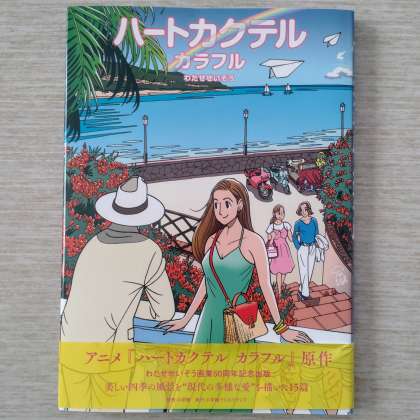 ハートカクテル
カラフル
わたせせいぞう
アニメ『ハートカクテル カラフル』原作
わたせせいぞう画業50周年記念出版
美しい四季の風景と“現代の多様な愛”を描いた15篇